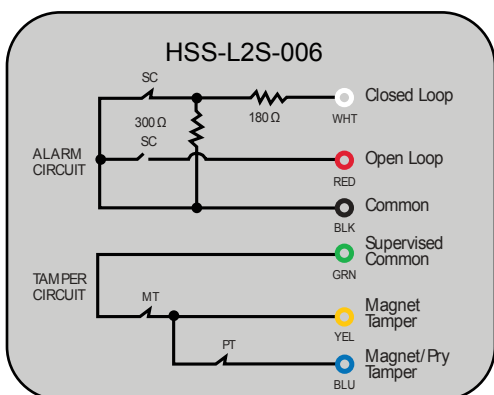 HSS-L2S-006
SC
Closed Loop
WHT
300 Ω
180 Ω
SC
ALARM
CIRCUIT
Open Loop
RED
Common
BLK
Supervised
Common
GRN
TAMPER
CIRCUIT
MT
Magnet
Tamper
YEL
PT
Magnet/Pry
Tamper
BLU